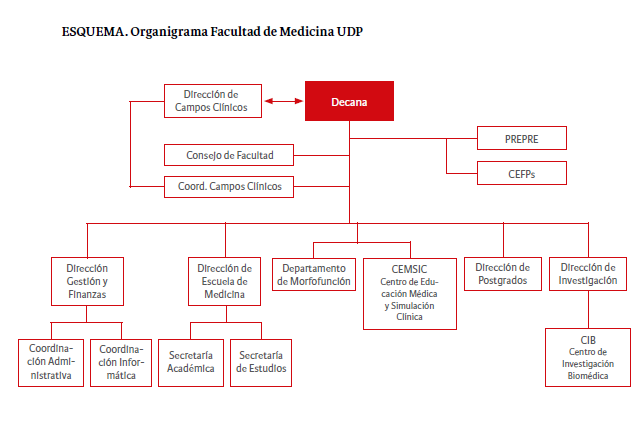 ESQUEMA. Organigrama Facultad de Medicina UDP
Dirección de
Campos Clínicos
Decana
PREPRE
Consejo de Facultad
CEFPs
Coord. Campos Clínicos
Dirección
Gestión y
Finanzas
Dirección de
Escuela de
Medicina
Departamento
de Morfofunción
CEMSIC
Centro de Edu-
cación Médica
y Simulación
Clínica
Dirección de
Postgrados
Dirección de
Investigación
Coordina-
ción Admi-
nistrativa
Coordina-
ción Infor-
mática
Secretaría
Académica
Secretaría
de Estudios
CIB
Centro de
Investigación
Biomédica